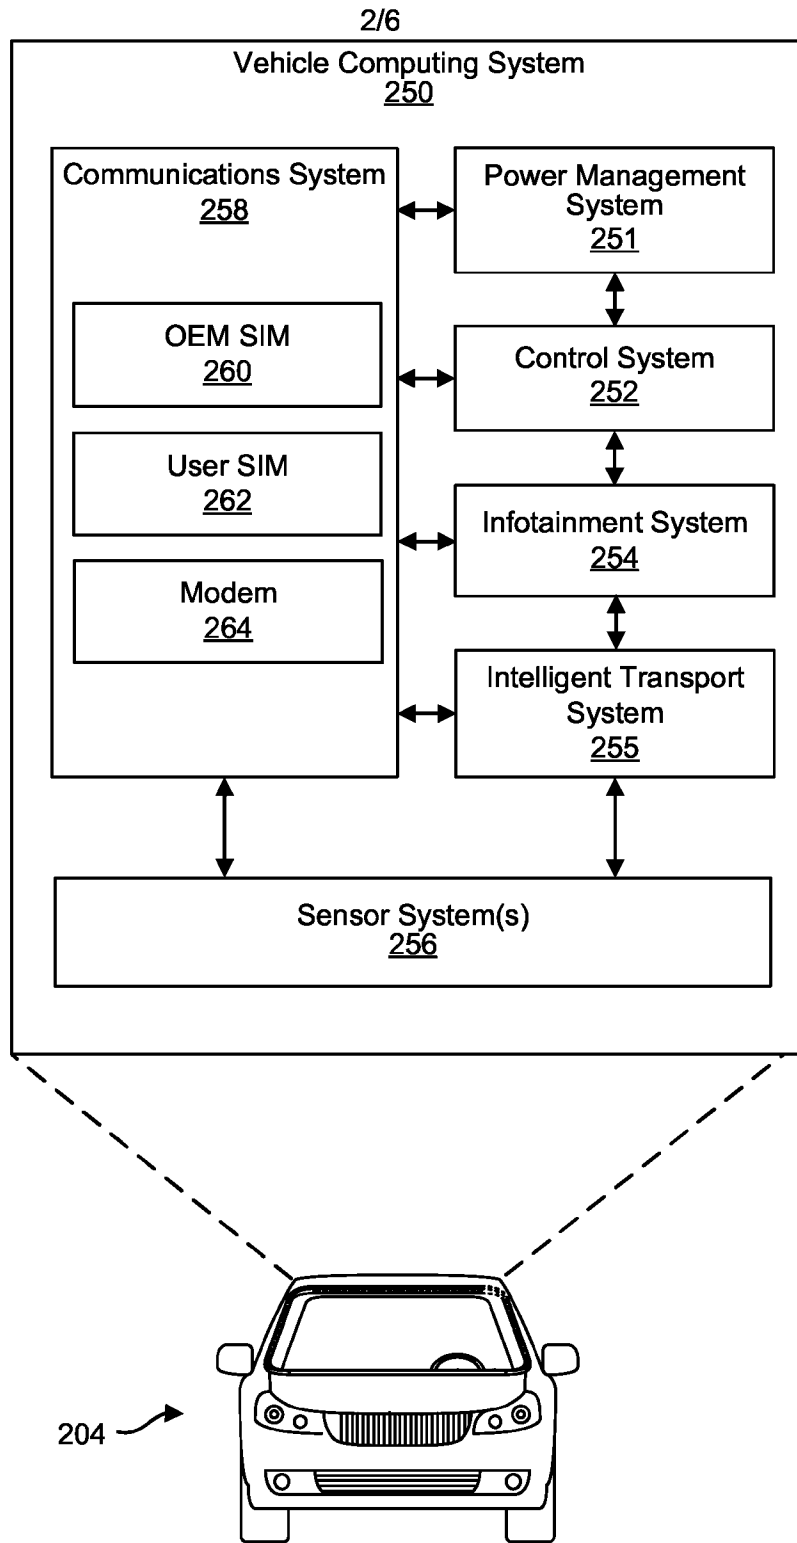 2/6
Vehicle Computing System
250
Communications System
258
OEM SIM
260
User SIM
262
Modem
264
Power Management
System
251
Control System
252
Infotainment System
254
Intelligent Transport
System
255
Sensor System(s)
256
204